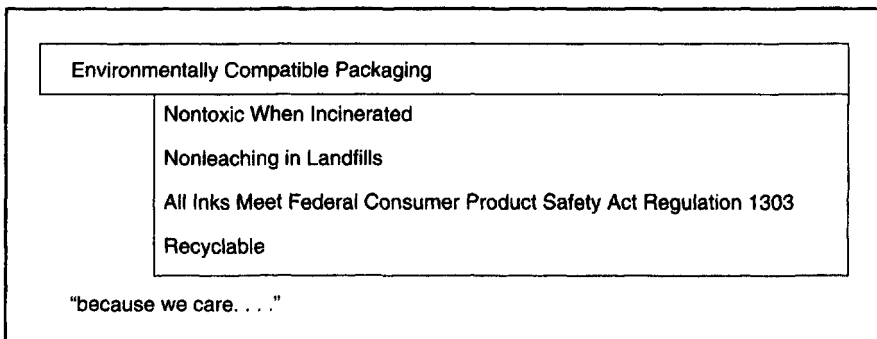 Environmentally Compatible Packaging
Nontoxic When Incinerated
Nonleaching in Landfills
All Inks Meet Federal Consumer Product Safety Act Regulation 1303
Recyclable
“because we care. . . .”